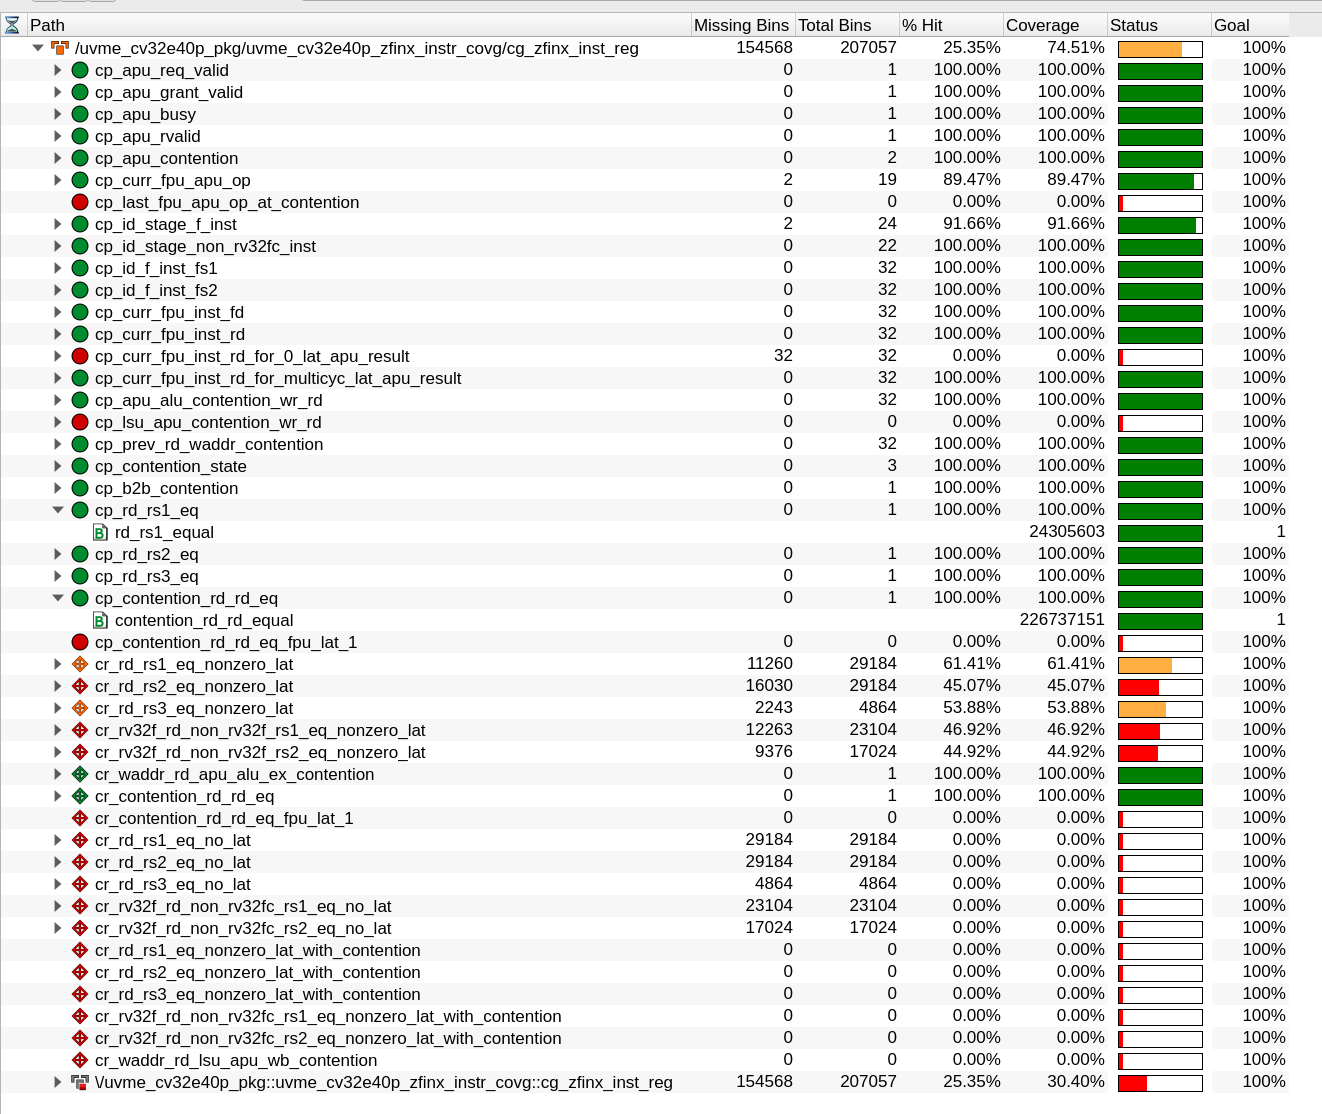 Path Missing Bins Total Bins % Hit Coverage Status Goal
/uvme_cv32e40p_pkg/uvme_cv32e40p_zfinx_instr_covg/cg_zfinx_inst_reg 154568 207057 25.35% 74.51% 100%
cp_apu_req_valid 0 1 100.00% 100.00% 100%
cp_apu_grant_valid 0 1 100.00% 100.00% 100%
cp_apu_busy 0 1 100.00% 100.00% 100%
cp_apu_rvalid 0 1 100.00% 100.00% 100%
cp_apu_contention 0 2 100.00% 100.00% 100%
cp_curr_fpu_apu_op 2 19 89.47% 89.47% 100%
cp_last_fpu_apu_op_at_contention 0 0 0.00% 0.00% 100%
cp_id_stage_f_inst 2 24 91.66% 91.66% 100%
cp_id_stage_non_rv32fc_inst 0 22 100.00% 100.00% 100%
cp_id_f_inst_fs1 0 32 100.00% 100.00% 100%
cp_id_f_inst_fs2 0 32 100.00% 100.00% 100%
cp_curr_fpu_inst_fd 0 32 100.00% 100.00% 100%
cp_curr_fpu_inst_rd 0 32 100.00% 100.00% 100%
cp_curr_fpu_inst_rd_for_0_lat_apu_result 32 32 0.00% 0.00% 100%
cp_curr_fpu_inst_rd_for_multicyc_lat_apu_result 0 32 100.00% 100.00% 100%
cp_apu_alu_contention_wr_rd 0 32 100.00% 100.00% 100%
cp_lsu_apu_contention_wr_rd 0 0 0.00% 0.00% 100%
cp_prev_rd_waddr_contention 0 32 100.00% 100.00% 100%
cp_contention_state 0 3 100.00% 100.00% 100%
cp_b2b_contention 0 1 100.00% 100.00% 100%
cp_rd_rs1_eq 0 1 100.00% 100.00% 100%
B rd_rs1_equal 24305603 1
cp_rd_rs2_eq 0 1 100.00% 100.00% 100%
cp_rd_rs3_eq 0 1 100.00% 100.00% 100%
cp_contention_rd_rd_eq 0 1 100.00% 100.00% 100%
B contention_rd_rd_equal 226737151 1
cp_contention_rd_rd_eq_fpu_lat_1 0 0 0.00% 0.00% 100%
cr_rd_rs1_eq_nonzero_lat 11260 29184 61.41% 61.41% 100%
cr_rd_rs2_eq_nonzero_lat 16030 29184 45.07% 45.07% 100%
cr_rd_rs3_eq_nonzero_lat 2243 4864 53.88% 53.88% 100%
cr_rv32f_rd_non_rv32f_rs1_eq_nonzero_lat 12263 23104 46.92% 46.92% 100%
cr_rv32f_rd_non_rv32f_rs2_eq_nonzero_lat 9376 17024 44.92% 44.92% 100%
cr_waddr_rd_apu_alu_ex_contention 0 1 100.00% 100.00% 100%
cr_contention_rd_rd_eq 0 1 100.00% 100.00% 100%
cr_contention_rd_rd_eq_fpu_lat_1 0 0 0.00% 0.00% 100%
cr_rd_rs1_eq_no_lat 29184 29184 0.00% 0.00% 100%
cr_rd_rs2_eq_no_lat 29184 29184 0.00% 0.00% 100%
cr_rd_rs3_eq_no_lat 4864 4864 0.00% 0.00% 100%
cr_rv32f_rd_non_rv32fc_rs1_eq_no_lat 23104 23104 0.00% 0.00% 100%
cr_rv32f_rd_non_rv32fc_rs2_eq_no_lat 17024 17024 0.00% 0.00% 100%
cr_rd_rs1_eq_nonzero_lat_with_contention 0 0 0.00% 0.00% 100%
cr_rd_rs2_eq_nonzero_lat_with_contention 0 0 0.00% 0.00% 100%
cr_rd_rs3_eq_nonzero_lat_with_contention 0 0 0.00% 0.00% 100%
cr_rv32f_rd_non_rv32fc_rs1_eq_nonzero_lat_with_contention 0 0 0.00% 0.00% 100%
cr_rv32f_rd_non_rv32fc_rs2_eq_nonzero_lat_with_contention 0 0 0.00% 0.00% 100%
cr_waddr_rd_lsu_apu_wb_contention 0 0 0.00% 0.00% 100%
\/uvme_cv32e40p_pkg::uvme_cv32e40p_zfinx_instr_covg::cg_zfinx_inst_reg 154568 207057 25.35% 30.40% 100%